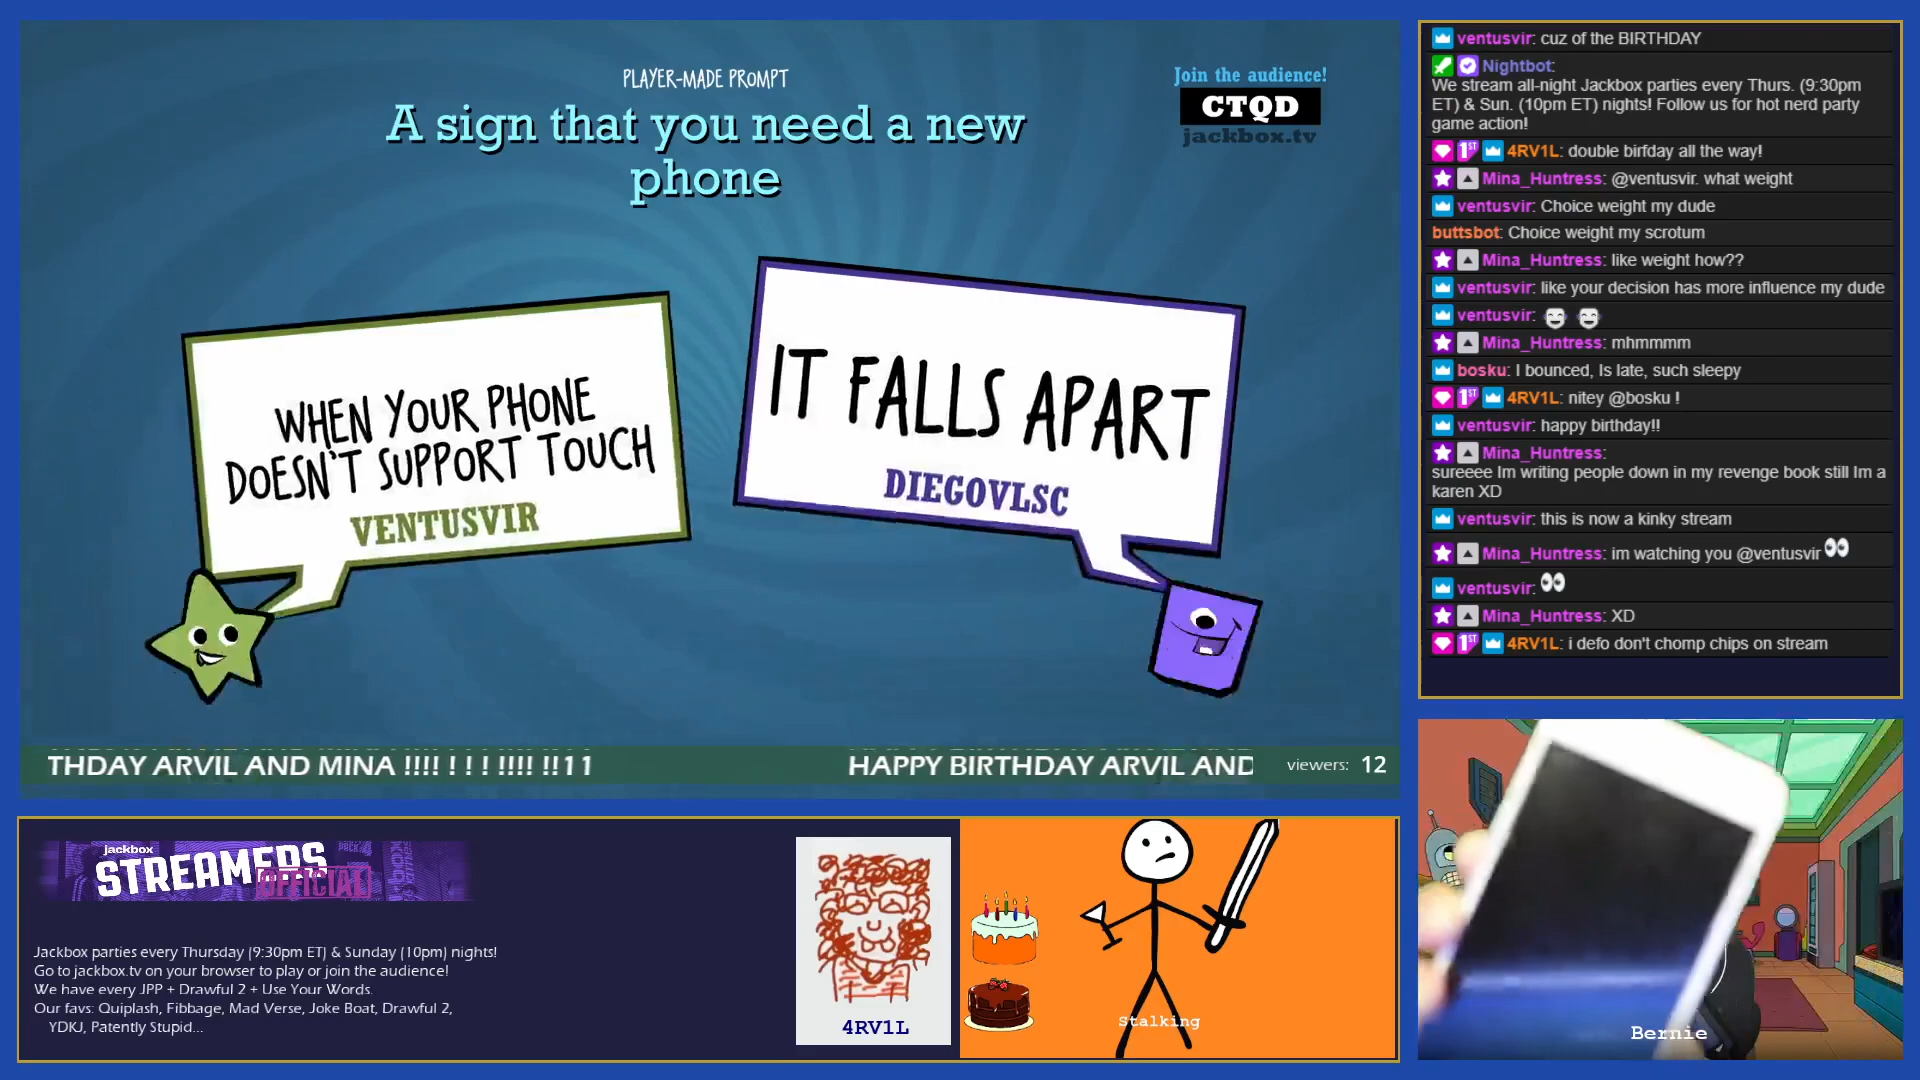 PLAYER-MADE PROMPT
A sign that you need a new
phone
Join the audience!
CTQD
jackbox.tv
WHEN YOUR PHONE
DOESN'T SUPPORT TOUCH
VENTUSVIR
IT FALLS APART
DIEGOVLSC
THDAY ARVIL AND MINA !!!! ! ! ! !!!! !!11
HAPPY BIRTHDAY ARVIL AND
viewers: 12
ventusvir: cuz of the BIRTHDAY
Nightbot:
We stream all-night Jackbox parties every Thurs. (9:30pm
ET) & Sun. (10pm ET) nights! Follow us for hot nerd party
game action!
1ST 4RV1L: double birfday all the way!
Mina_Huntress: @ventusvir. what weight
ventusvir: Choice weight my dude
buttsbot: Choice weight my scrotum
Mina_Huntress: like weight how??
ventusvir: like your decision has more influence my dude
ventusvir:
Mina_Huntress: mhmmmm
bosku: I bounced, Is late, such sleepy
1ST 4RV1L: nitey @bosku !
ventusvir: happy birthday!!
Mina_Huntress:
sureeee Im writing people down in my revenge book still Im a
karen XD
ventusvir: this is now a kinky stream
Mina_Huntress: im watching you @ventusvir
ventusvir:
Mina_Huntress: XD
1ST 4RV1L: i defo don't chomp chips on stream
jackbox
STREAMERS
OFFICIAL
Jackbox parties every Thursday (9:30pm ET) & Sunday (10pm) nights!
Go to jackbox.tv on your browser to play or join the audience!
We have every JPP + Drawful 2 + Use Your Words.
Our favs: Quiplash, Fibbage, Mad Verse, Joke Boat, Drawful 2,
YDKJ, Patently Stupid...
4RV1L
Stalking
Bernie